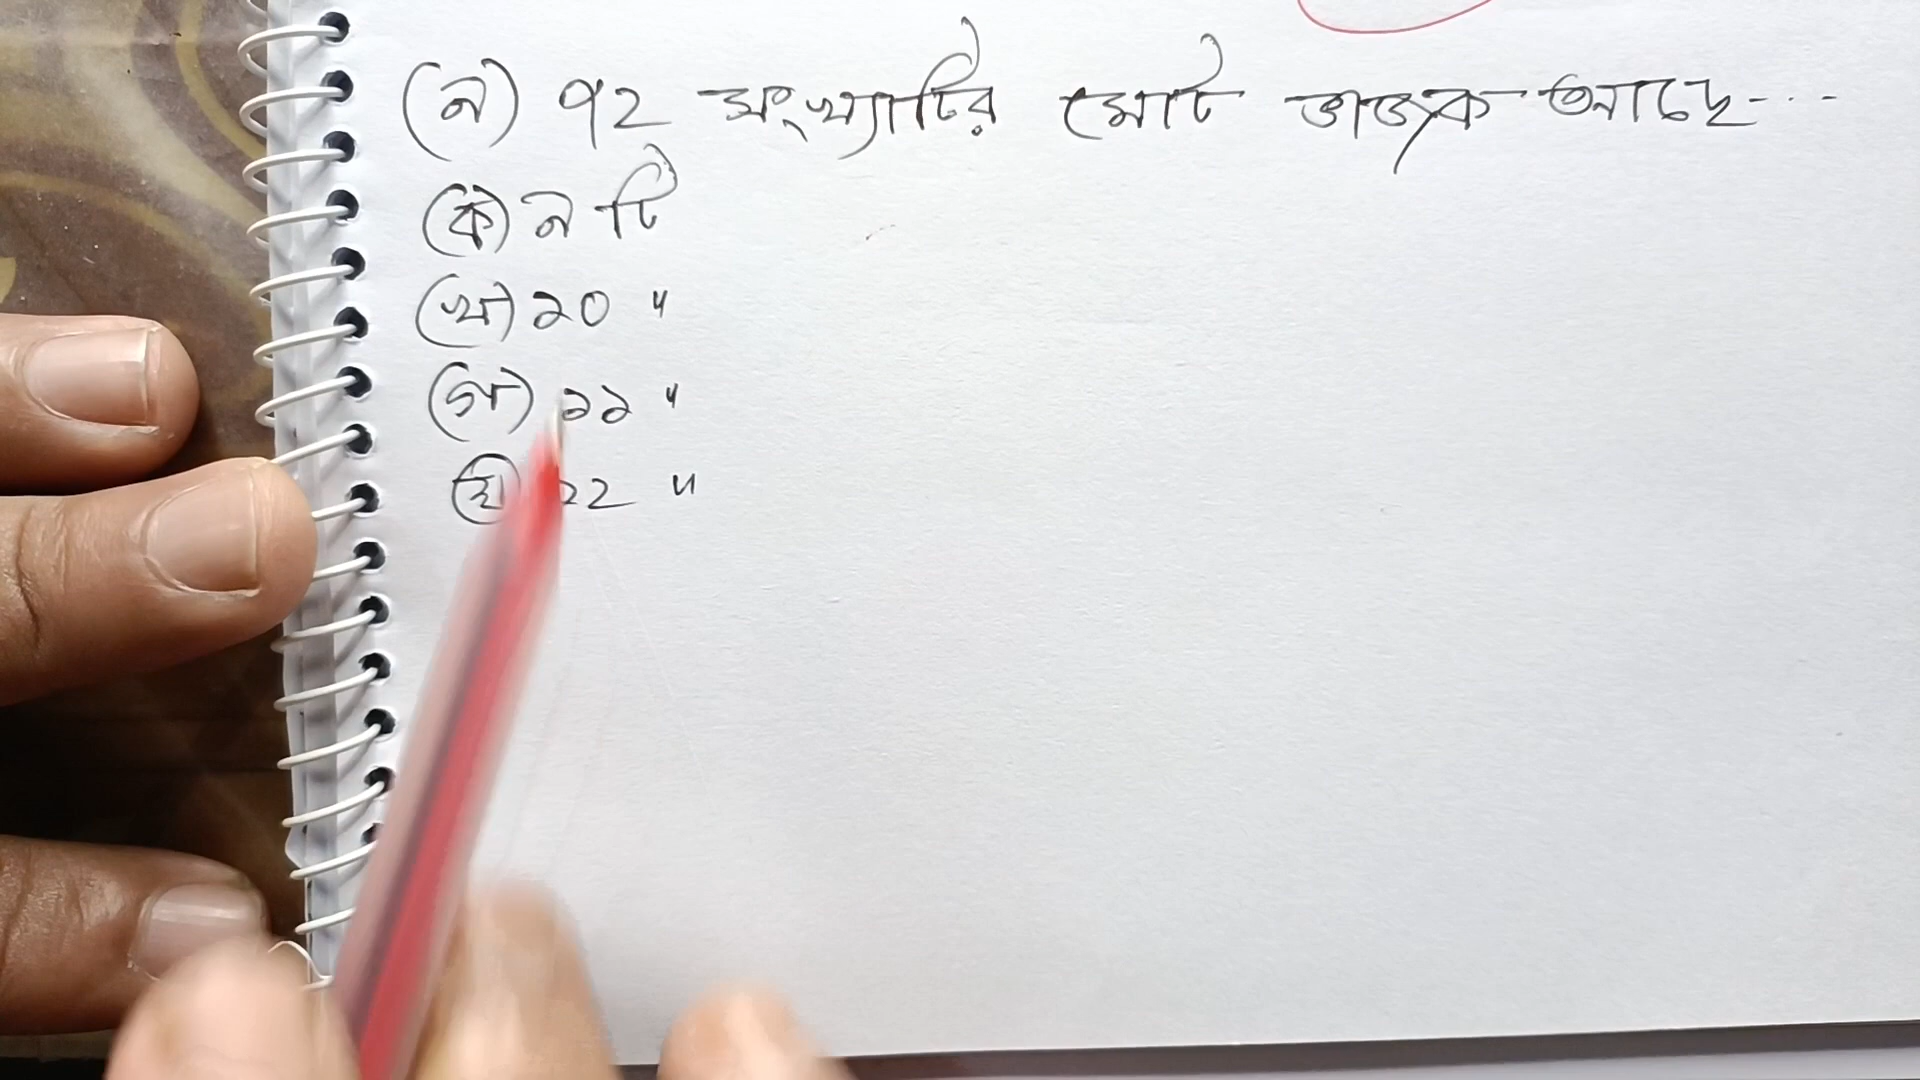 (৯) ৭২ সংখ্যাটির মোট ভাজক আছে-...
(ক) ৯ টি
(খ) ১০ "
(গ) ১১ "
(ঘ) ১২ "